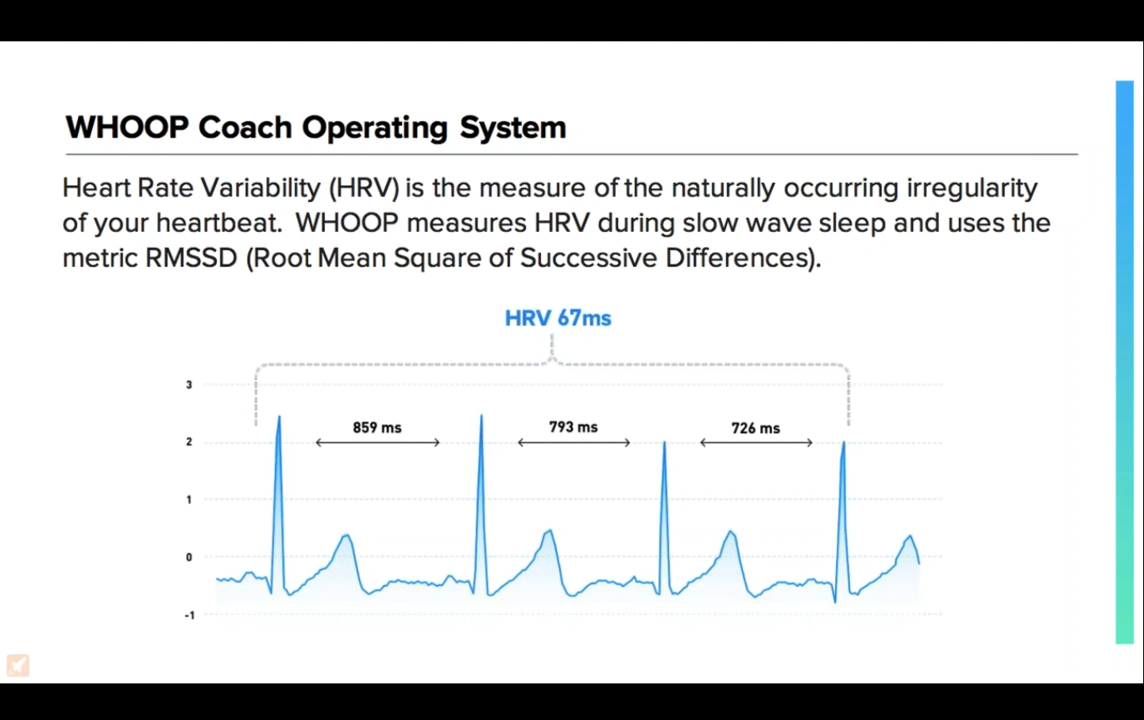 WHOOP Coach Operating System
Heart Rate Variability (HRV) is the measure of the naturally occurring irregularity
of your heartbeat.  WHOOP measures HRV during slow wave sleep and uses the
metric RMSSD (Root Mean Square of Successive Differences).
HRV 67ms
3
859 ms 793 ms 726 ms
2
1
0
-1